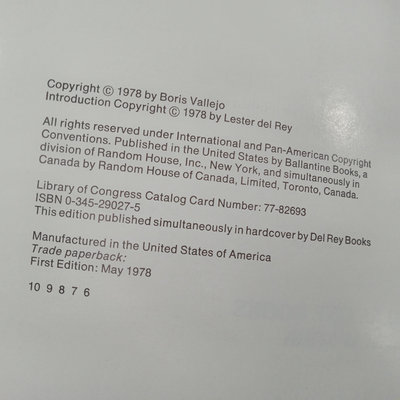 Copyright © 1978 by Boris Vallejo
Introduction Copyright © 1978 by Lester del Rey
All rights reserved under International and Pan-American Copyright
Conventions. Published in the United States by Ballantine Books, a
division of Random House, Inc., New York, and simultaneously in
Canada by Random House of Canada, Limited, Toronto, Canada.
Library of Congress Catalog Card Number: 77-82693
ISBN 0-345-29027-5
This edition published simultaneously in hardcover by Del Rey Books
Manufactured in the United States of America
Trade paperback:
First Edition: May 1978
10 9 8 7 6